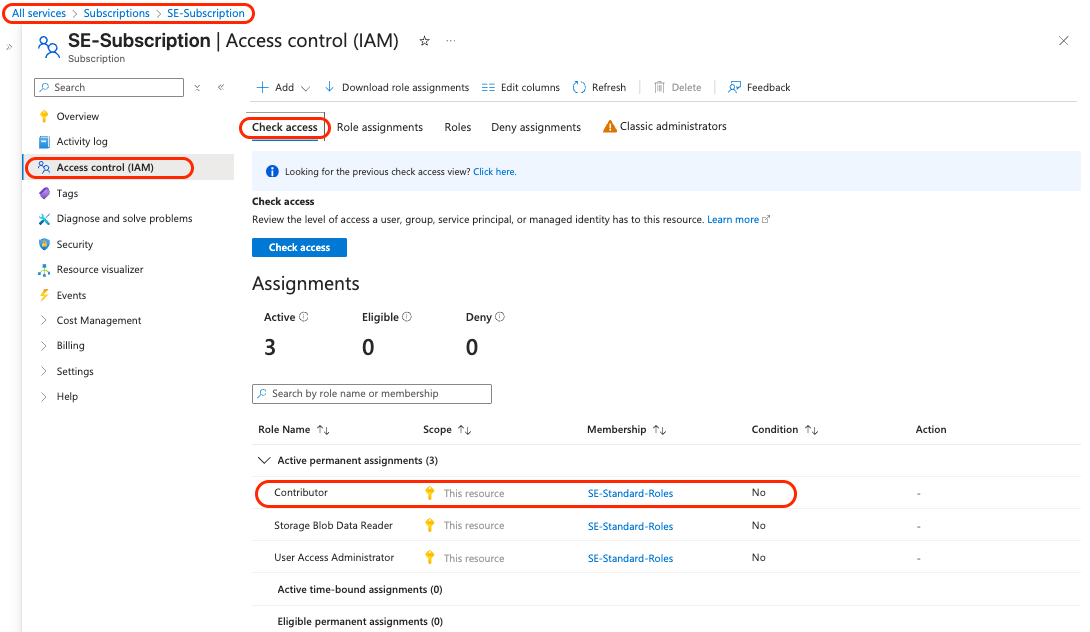 All services > Subscriptions > SE-Subscription
SE-Subscription | Access control (IAM)
Subscription
Search
Overview
Activity log
Access control (IAM)
Tags
Diagnose and solve problems
Security
Resource visualizer
Events
Cost Management
Billing
Settings
Help
Add Download role assignments Edit columns Refresh Delete Feedback
Check access Role assignments Roles Deny assignments Classic administrators
Looking for the previous check access view? Click here.
Check access
Review the level of access a user, group, service principal, or managed identity has to this resource. Learn more
Check access
Assignments
Active Eligible Deny
3 0 0
Search by role name or membership
Role Name Scope Membership Condition Action
Active permanent assignments (3)
Contributor This resource SE-Standard-Roles No -
Storage Blob Data Reader This resource SE-Standard-Roles No -
User Access Administrator This resource SE-Standard-Roles No -
Active time-bound assignments (0)
Eligible permanent assignments (0)